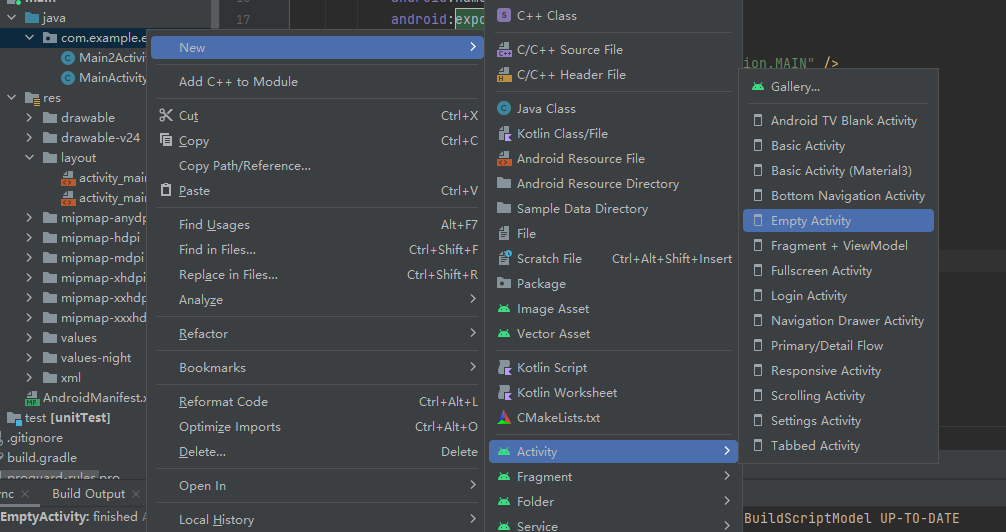 main
java
com.example.e
Main2Activi
MainActivity
res
drawable
drawable-v24
layout
activity_main
activity_main
mipmap-anydp
mipmap-hdpi
mipmap-mdpi
mipmap-xhdpi
mipmap-xxhdp
mipmap-xxxhd
values
values-night
xml
AndroidManifest.x
test [unitTest]
.gitignore
build.gradle
proguard-rules.pro
nc
Build Output
EmptyActivity: finished
17
android:expo
ion.MAIN" />
New
Add C++ to Module
Cut Ctrl+X
Copy Ctrl+C
Copy Path/Reference...
Paste Ctrl+V
Find Usages Alt+F7
Find in Files... Ctrl+Shift+F
Replace in Files... Ctrl+Shift+R
Analyze
Refactor
Bookmarks
Reformat Code Ctrl+Alt+L
Optimize Imports Ctrl+Alt+O
Delete... Delete
Open In
Local History
C++ Class
C/C++ Source File
C/C++ Header File
Java Class
Kotlin Class/File
Android Resource File
Android Resource Directory
Sample Data Directory
File
Scratch File Ctrl+Alt+Shift+Insert
Package
Image Asset
Vector Asset
Kotlin Script
Kotlin Worksheet
CMakeLists.txt
Activity
Fragment
Folder
Service
Gallery...
Android TV Blank Activity
Basic Activity
Basic Activity (Material3)
Bottom Navigation Activity
Empty Activity
Fragment + ViewModel
Fullscreen Activity
Login Activity
Navigation Drawer Activity
Primary/Detail Flow
Responsive Activity
Scrolling Activity
Settings Activity
Tabbed Activity
BuildScriptModel UP-TO-DATE